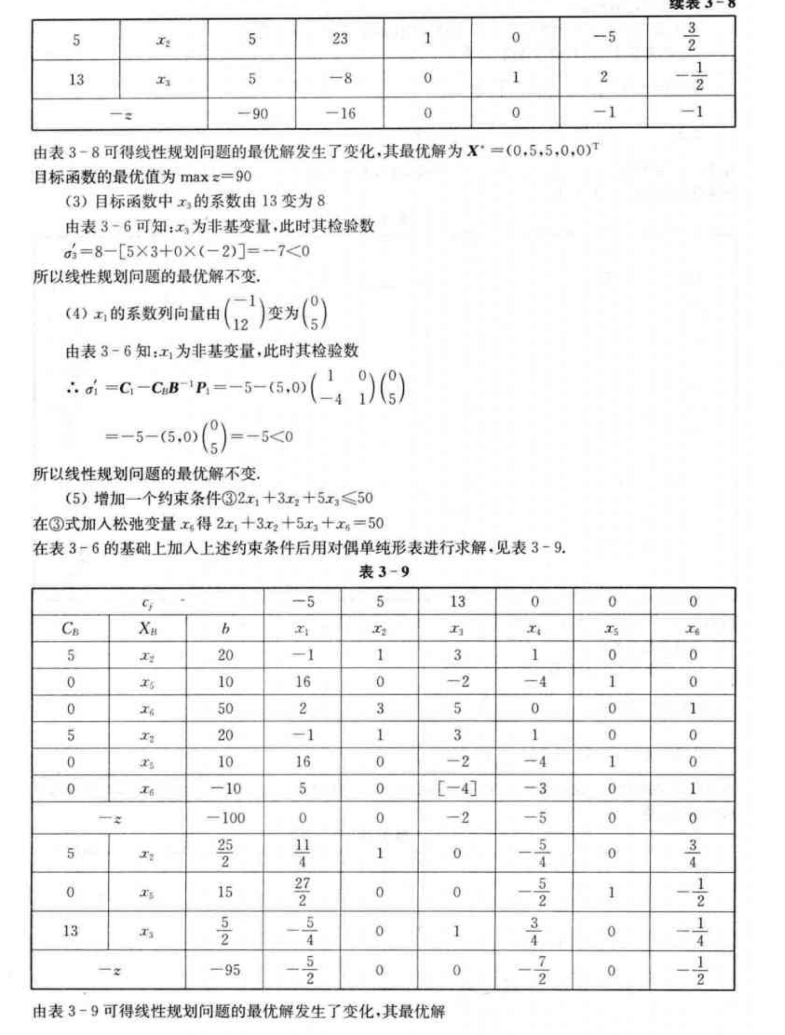 续表 3-8
5 x₂ 5 23 1 0 －5 3/2
13 x₃ 5 －8 0 1 2 －1/2
－z －90 －16 0 0 －1 －1
由表 3-8 可得线性规划问题的最优解发生了变化,其最优解为 X*=(0,5,5,0,0)ᵀ
目标函数的最优值为 max z=90
(3) 目标函数中 x₃的系数由 13 变为 8
由表 3-6 可知:x₃为非基变量,此时其检验数
σ₃′=8－[5×3+0×(－2)]=－7<0
所以线性规划问题的最优解不变.
(4) x₁的系数列向量由(－1 12)变为(0 5)
由表 3-6 知:x₁为非基变量,此时其检验数
∴ σ₁′=C₁－C_B B⁻¹P₁=－5－(5,0)(1 0 －4 1)(0 5)
=－5－(5,0)(0 5)=－5<0
所以线性规划问题的最优解不变.
(5) 增加一个约束条件③2x₁+3x₂+5x₃≤50
在③式加入松弛变量 x₆得 2x₁+3x₂+5x₃+x₆=50
在表 3-6 的基础上加入上述约束条件后用对偶单纯形表进行求解,见表 3-9.
表 3-9
cⱼ －5 5 13 0 0 0
C_B X_B b x₁ x₂ x₃ x₄ x₅ x₆
5 x₂ 20 －1 1 3 1 0 0
0 x₅ 10 16 0 －2 －4 1 0
0 x₆ 50 2 3 5 0 0 1
5 x₂ 20 －1 1 3 1 0 0
0 x₅ 10 16 0 －2 －4 1 0
0 x₆ －10 5 0 [－4] －3 0 1
－z －100 0 0 －2 －5 0 0
5 x₂ 25/2 11/4 1 0 －5/4 0 3/4
0 x₅ 15 27/2 0 0 －5/2 1 －1/2
13 x₃ 5/2 －5/4 0 1 3/4 0 －1/4
－z －95 －5/2 0 0 －7/2 0 －1/2
由表 3-9 可得线性规划问题的最优解发生了变化,其最优解